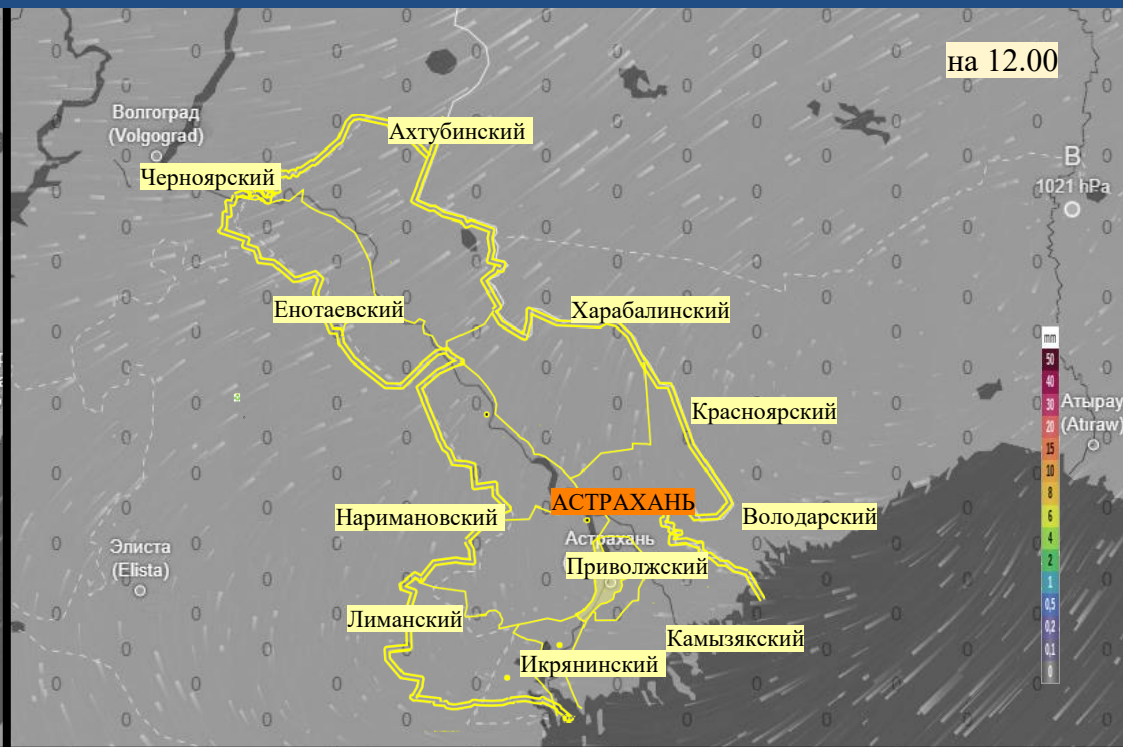 на 12.00
Волгоград
(Volgograd)
Ахтубинский
Черноярский
В
1021 hPa
Енотаевский
Харабалинский
mm
50
40
30
20
15
10
8
6
4
2
1
0,5
0,2
0,1
0
Атырау
(Atıraw)
Красноярский
АСТРАХАНЬ
Наримановский
Володарский
Астрахань
Элиста
(Elista)
Приволжский
Лиманский
Камызякский
Икрянинский